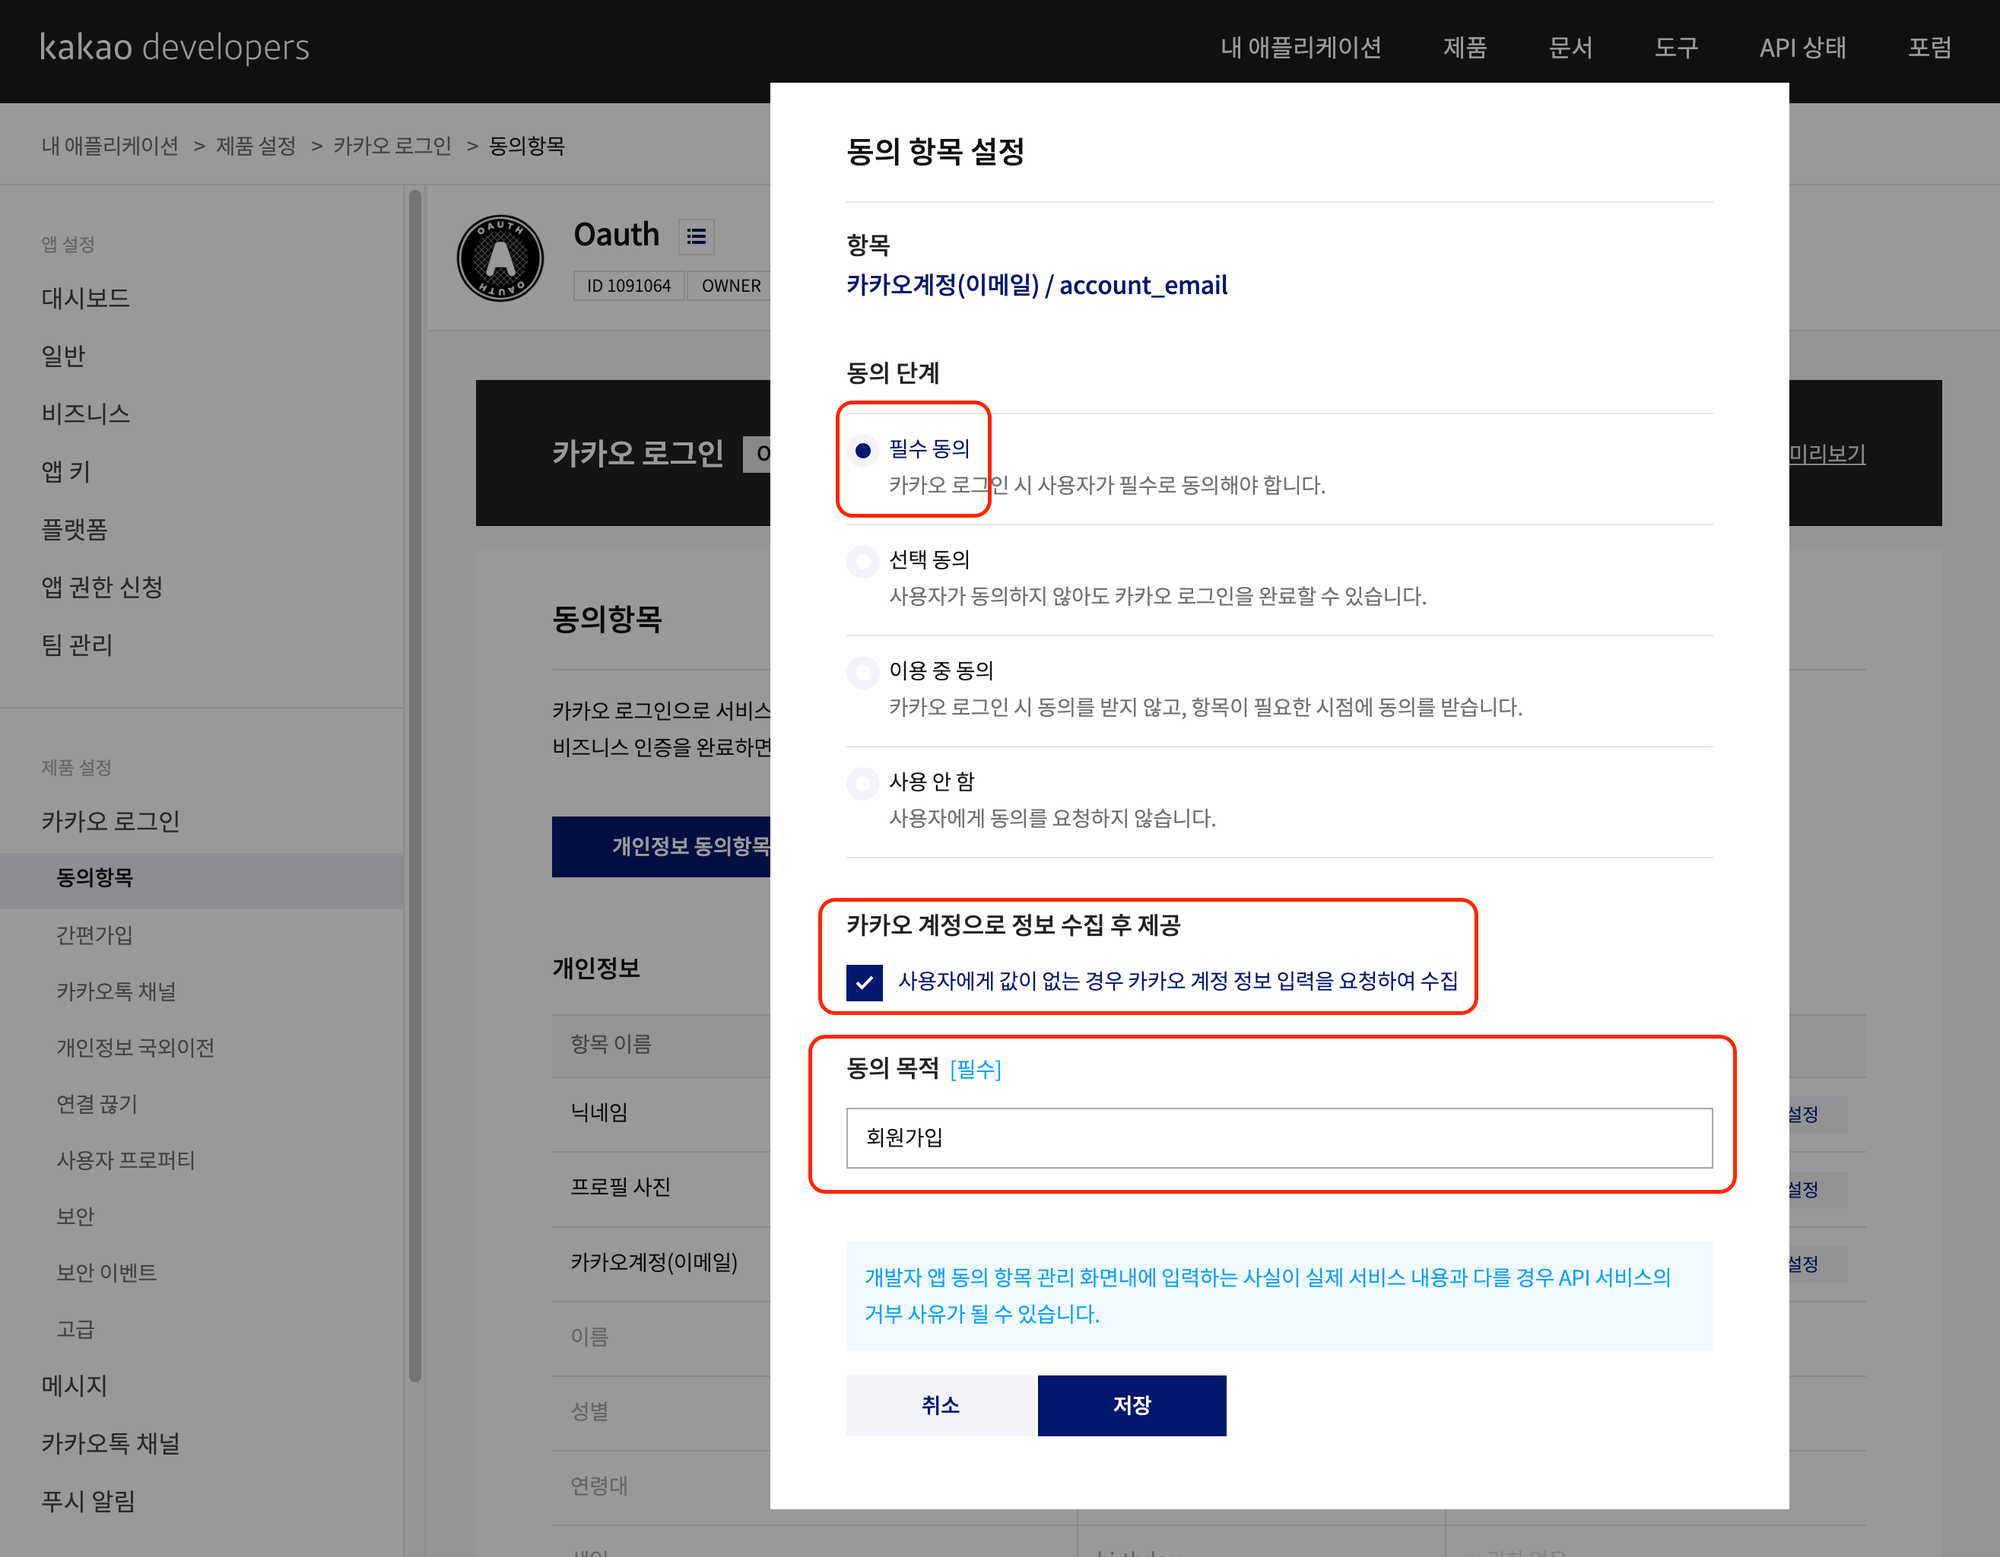 kakao developers
내 애플리케이션
제품
문서
도구
API 상태
포럼
내 애플리케이션 > 제품 설정 > 카카오 로그인 > 동의항목
앱 설정
대시보드
일반
비즈니스
앱 키
플랫폼
앱 권한 신청
팀 관리
제품 설정
카카오 로그인
동의항목
간편가입
카카오톡 채널
개인정보 국외이전
연결 끊기
사용자 프로퍼티
보안
보안 이벤트
고급
메시지
카카오톡 채널
푸시 알림
OAUTH
A
OAUTH
Oauth
ID 1091064
OWNER
카카오 로그인
미리보기
동의항목
카카오 로그인으로 서비스
비즈니스 인증을 완료하면
개인정보 동의항목
개인정보
항목 이름
닉네임
설정
프로필 사진
설정
카카오계정(이메일)
설정
이름
성별
연령대
동의 항목 설정
항목
카카오계정(이메일) / account_email
동의 단계
필수 동의
카카오 로그인 시 사용자가 필수로 동의해야 합니다.
선택 동의
사용자가 동의하지 않아도 카카오 로그인을 완료할 수 있습니다.
이용 중 동의
카카오 로그인 시 동의를 받지 않고, 항목이 필요한 시점에 동의를 받습니다.
사용 안 함
사용자에게 동의를 요청하지 않습니다.
카카오 계정으로 정보 수집 후 제공
사용자에게 값이 없는 경우 카카오 계정 정보 입력을 요청하여 수집
동의 목적 [필수]
회원가입
개발자 앱 동의 항목 관리 화면내에 입력하는 사실이 실제 서비스 내용과 다를 경우 API 서비스의
거부 사유가 될 수 있습니다.
취소
저장